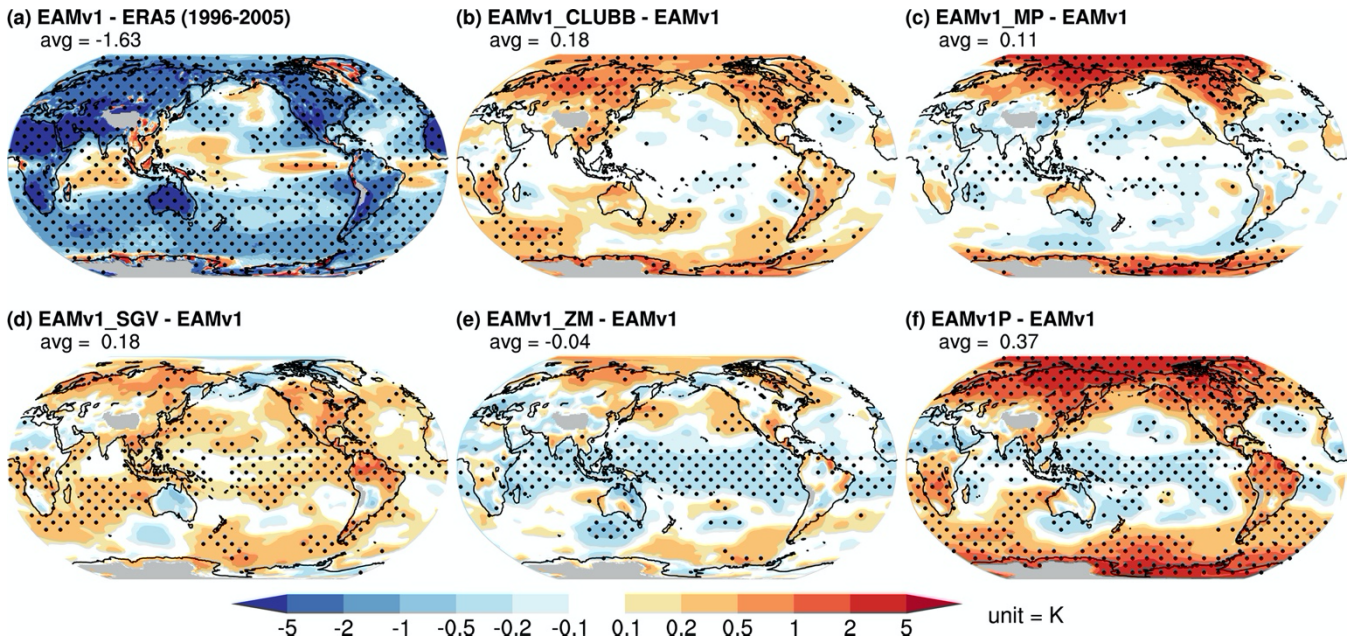 (a) EAMv1 - ERA5 (1996-2005)
avg = -1.63
(b) EAMv1_CLUBB - EAMv1
avg = 0.18
(c) EAMv1_MP - EAMv1
avg = 0.11
(d) EAMv1_SGV - EAMv1
avg = 0.18
(e) EAMv1_ZM - EAMv1
avg = -0.04
(f) EAMv1P - EAMv1
avg = 0.37
-5 -2 -1 -0.5 -0.2 -0.1 0.1 0.2 0.5 1 2 5 unit = K